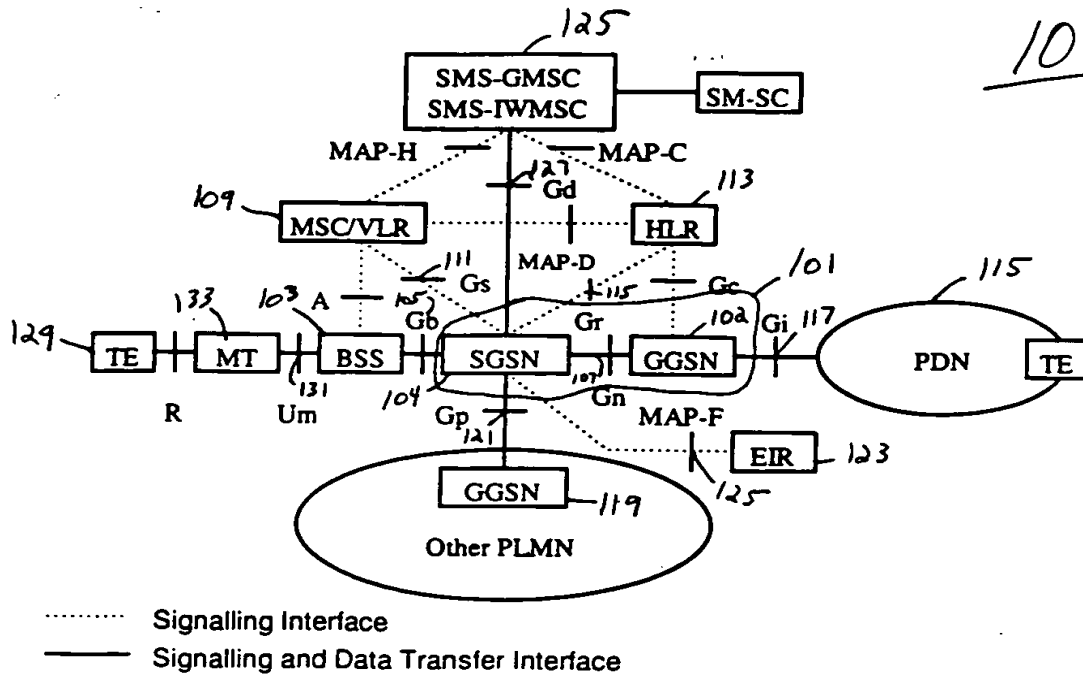 125
10
SMS-GMSC
SMS-IWMSC
SM-SC
MAP-H
MAP-C
127
Gd
109
113
MSC/VLR
HLR
MAP-D
111
Gs
115
Gc
101
115
133
103
A
105
Gb
Gr
102
Gi
117
129
TE
MT
BSS
SGSN
GGSN
PDN
TE
131
104
107
Gn
R
Um
Gp
121
MAP-F
EIR
123
125
GGSN
119
Other PLMN
Signalling Interface
Signalling and Data Transfer Interface